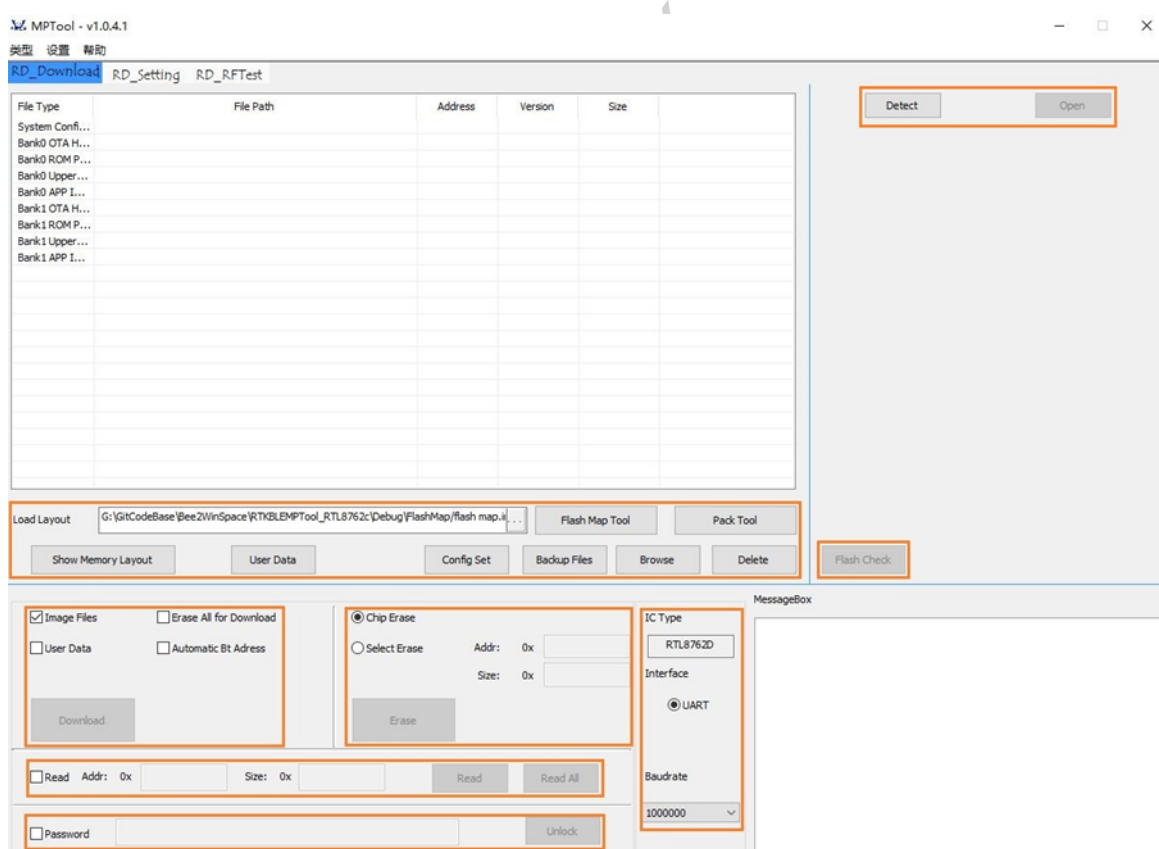 MPTool - v1.0.4.1
类型 设置 帮助
RD_Download RD_Setting RD_RFTest
File Type File Path Address Version Size
Detect Open
System Confi...
Bank0 OTA H...
Bank0 ROM P...
Bank0 Upper...
Bank0 APP I...
Bank1 OTA H...
Bank1 ROM P...
Bank1 Upper...
Bank1 APP I...
Load Layout G:\GitCodeBase\Bee2WinSpace\RTKBLEMPTool_RTL8762c\Debug\FlashMap/flash map.i ... Flash Map Tool Pack Tool
Show Memory Layout User Data Config Set Backup Files Browse Delete Flash Check
MessageBox
Image Files Erase All for Download Chip Erase IC Type
User Data Automatic Bt Adress Select Erase Addr: 0x RTL8762D
Size: 0x Interface
UART
Download Erase
Read Addr: 0x Size: 0x Read Read All Baudrate
1000000
Password Unlock